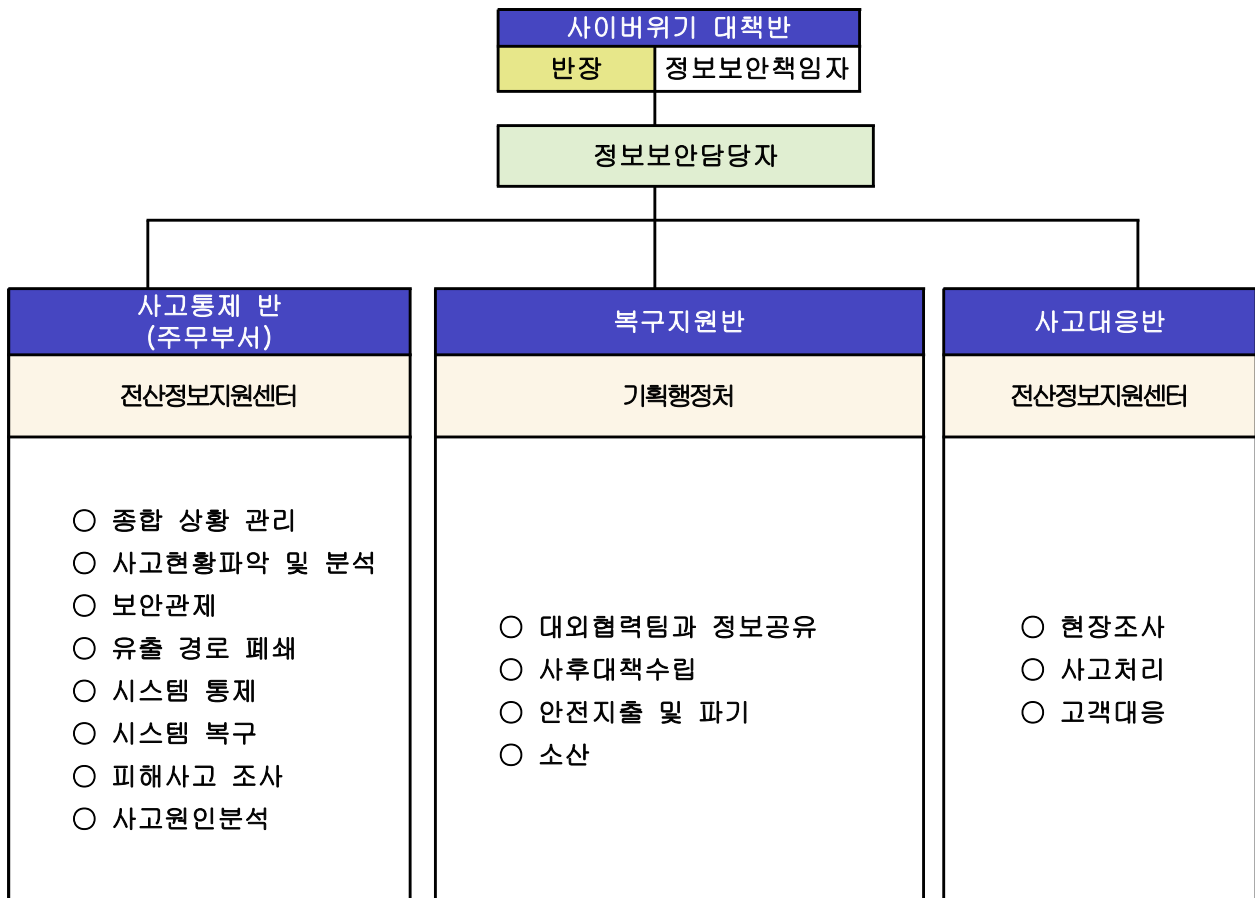 사이버위기 대책반
반장 정보보안책임자
정보보안담당자
사고통제 반
(주무부서)
전산정보지원센터
○ 종합 상황 관리
○ 사고현황파악 및 분석
○ 보안관제
○ 유출 경로 폐쇄
○ 시스템 통제
○ 시스템 복구
○ 피해사고 조사
○ 사고원인분석
복구지원반
기획행정처
○ 대외협력팀과 정보공유
○ 사후대책수립
○ 안전지출 및 파기
○ 소산
사고대응반
전산정보지원센터
○ 현장조사
○ 사고처리
○ 고객대응